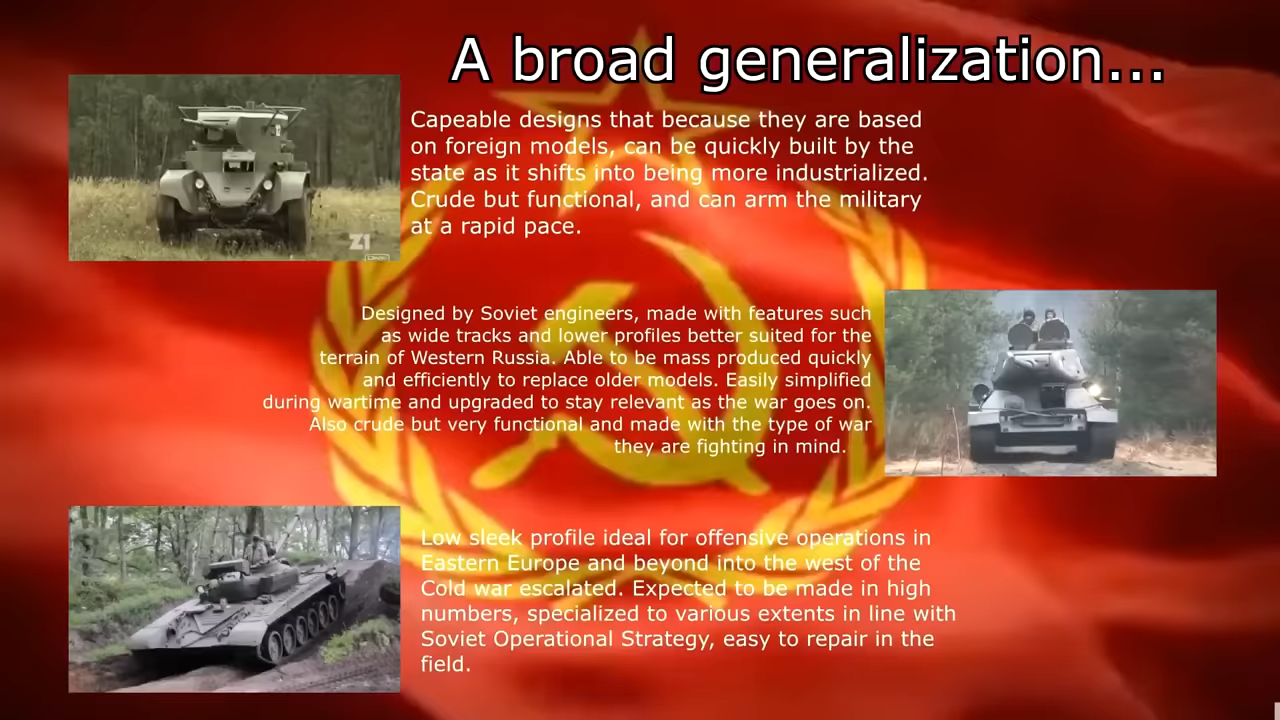 A broad generalization...
Capeable designs that because they are based
on foreign models, can be quickly built by the
state as it shifts into being more industrialized.
Crude but functional, and can arm the military
at a rapid pace.
Z1
Designed by Soviet engineers, made with features such
as wide tracks and lower profiles better suited for the
terrain of Western Russia. Able to be mass produced quickly
and efficiently to replace older models. Easily simplified
during wartime and upgraded to stay relevant as the war goes on.
Also crude but very functional and made with the type of war
they are fighting in mind.
Low sleek profile ideal for offensive operations in
Eastern Europe and beyond into the west of the
Cold war escalated. Expected to be made in high
numbers, specialized to various extents in line with
Soviet Operational Strategy, easy to repair in the
field.